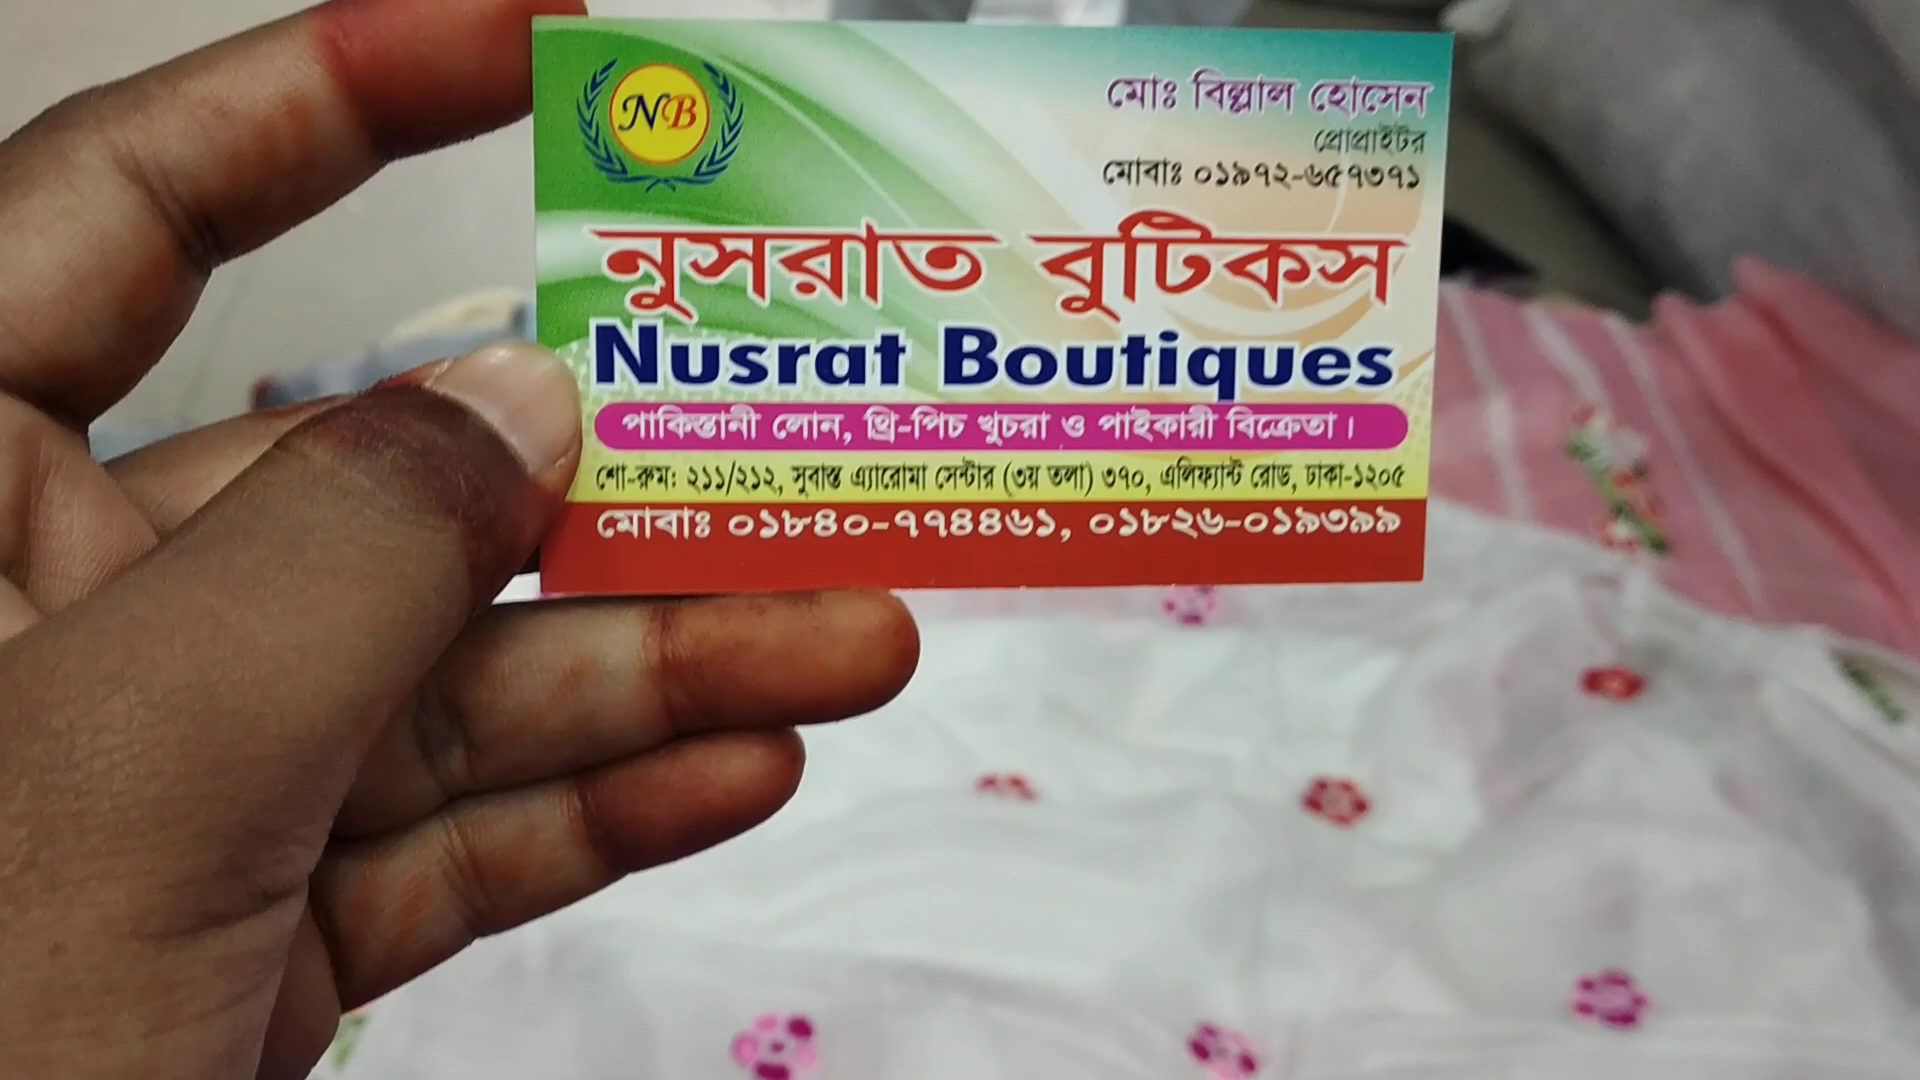 NB
মোঃ বিল্লাল হোসেন
প্রোপ্রাইটর
মোবাঃ ০১৯৭২-৬৫৭৩৭১
নুসরাত বুটিকস
Nusrat Boutiques
পাকিস্তানী লোন, থ্রি-পিচ খুচরা ও পাইকারী বিক্রেতা।
শো-রুম: ২১১/২১২, সুবাস্ত এ্যারোমা সেন্টার (৩য় তলা) ৩৭০, এলিফ্যান্ট রোড, ঢাকা-১২০৫
মোবাঃ ০১৮৪০-৭৭৪৪৬১, ০১৮২৬-০১৯৩৯৯